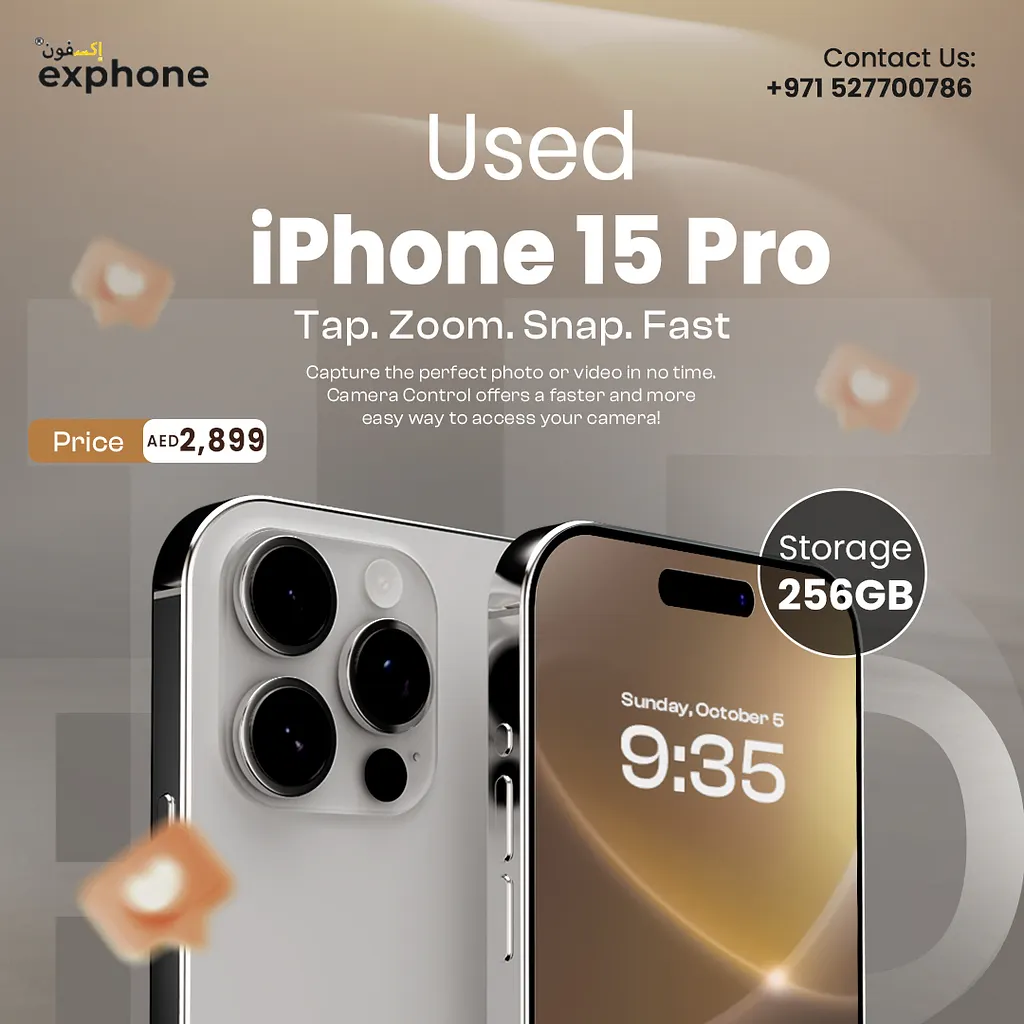 إكسفون®
exphone
Contact Us:
+971 527700786
Used
iPhone 15 Pro
Tap. Zoom. Snap. Fast
Capture the perfect photo or video in no time.
Camera Control offers a faster and more
easy way to access your camera!
Price AED2,899
Storage
256GB
Sunday, October 5
9:35